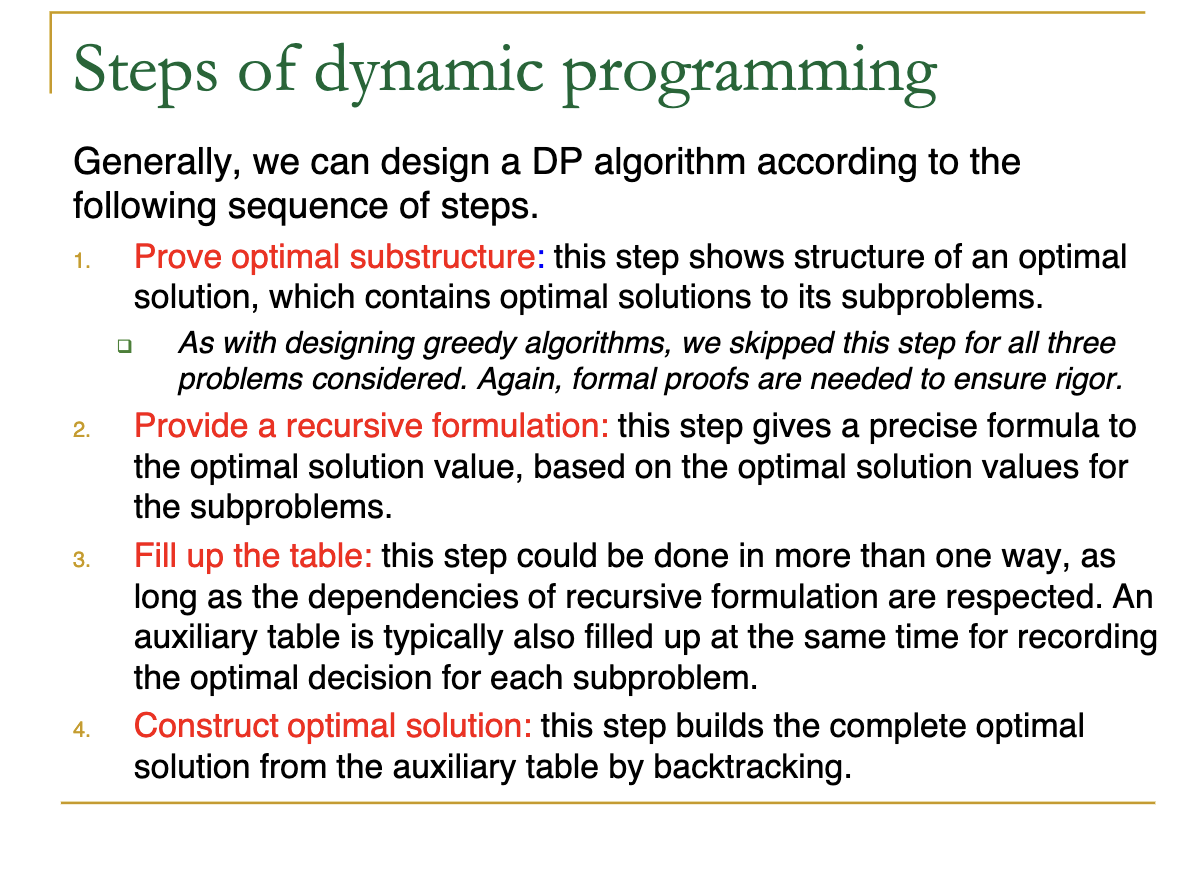 Steps of dynamic programming
Generally, we can design a DP algorithm according to the
following sequence of steps.
1. Prove optimal substructure: this step shows structure of an optimal
solution, which contains optimal solutions to its subproblems.
As with designing greedy algorithms, we skipped this step for all three
problems considered. Again, formal proofs are needed to ensure rigor.
2. Provide a recursive formulation: this step gives a precise formula to
the optimal solution value, based on the optimal solution values for
the subproblems.
3. Fill up the table: this step could be done in more than one way, as
long as the dependencies of recursive formulation are respected. An
auxiliary table is typically also filled up at the same time for recording
the optimal decision for each subproblem.
4. Construct optimal solution: this step builds the complete optimal
solution from the auxiliary table by backtracking.